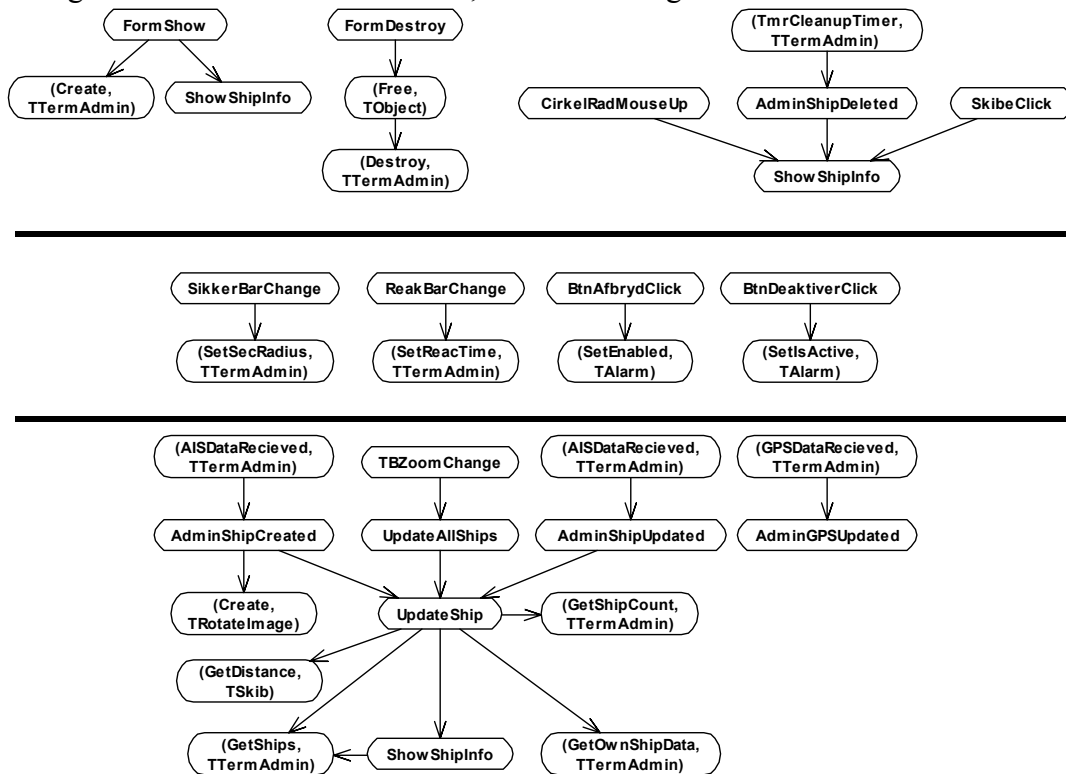 FormShow
FormDestroy
(TmrCleanupTimer,
TTermAdmin)
(Create,
TTermAdmin)
ShowShipInfo
(Free,
TObject)
CirkelRadMouseUp
AdminShipDeleted
SkibeClick
(Destroy,
TTermAdmin)
ShowShipInfo
SikkerBarChange
ReakBarChange
BtnAfbrydClick
BtnDeaktiverClick
(SetSecRadius,
TTermAdmin)
(SetReacTime,
TTermAdmin)
(SetEnabled,
TAlarm)
(SetIsActive,
TAlarm)
(AISDataRecieved,
TTermAdmin)
TBZoomChange
(AISDataRecieved,
TTermAdmin)
(GPSDataRecieved,
TTermAdmin)
AdminShipCreated
UpdateAllShips
AdminShipUpdated
AdminGPSUpdated
(Create,
TRotateImage)
UpdateShip
(GetShipCount,
TTermAdmin)
(GetDistance,
TSkib)
(GetShips,
TTermAdmin)
ShowShipInfo
(GetOwnShipData,
TTermAdmin)